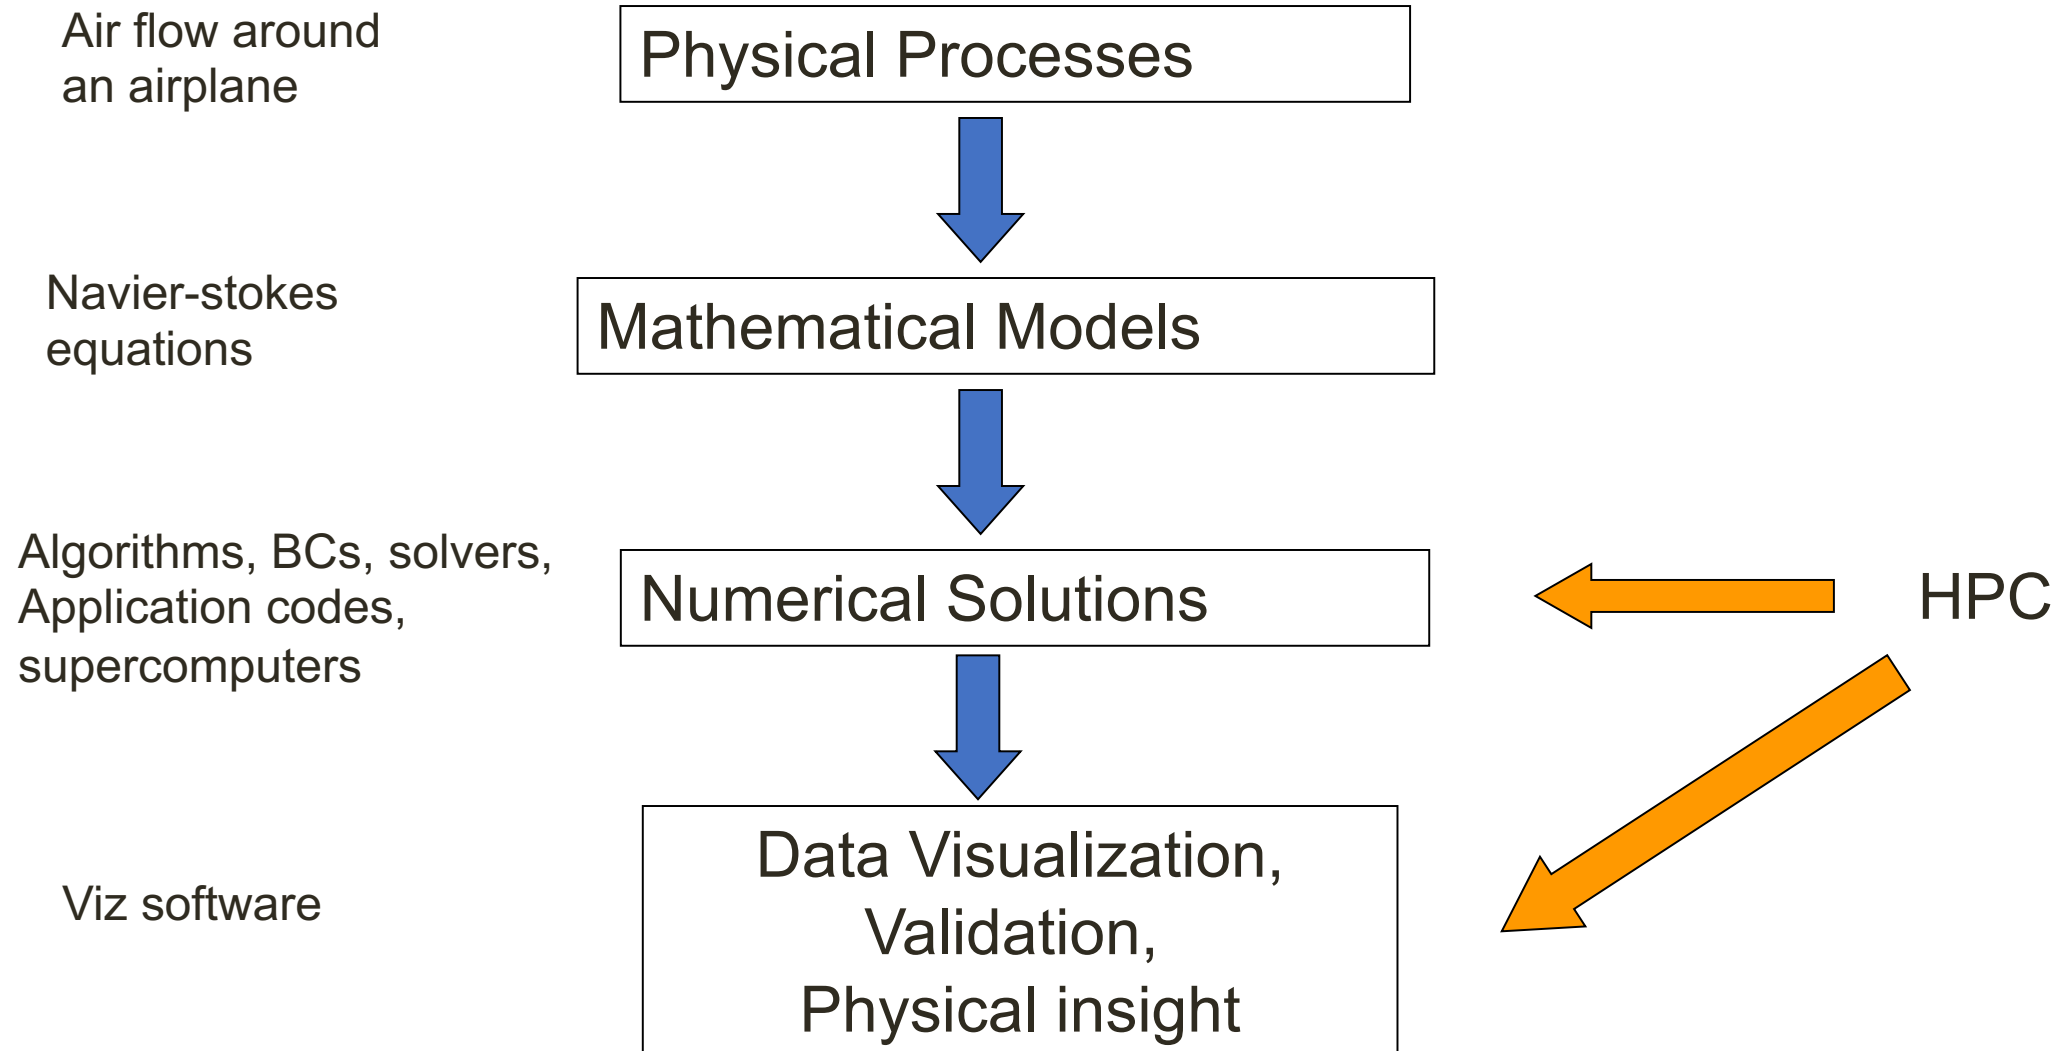 Air flow around
an airplane
Physical Processes
Navier-stokes
equations
Mathematical Models
Algorithms, BCs, solvers,
Application codes,
supercomputers
Numerical Solutions
HPC
Viz software
Data Visualization,
Validation,
Physical insight